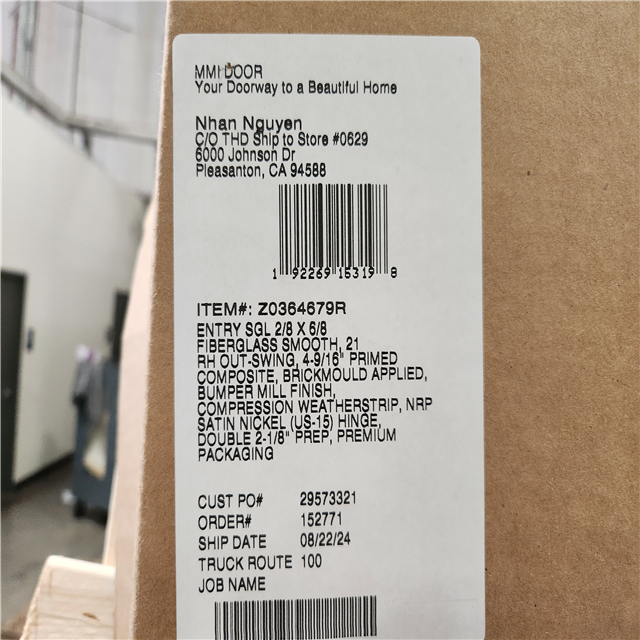 MMI DOOR
Your Doorway to a Beautiful Home
Nhan Nguyen
C/O THD Ship to Store #0629
6000 Johnson Dr
Pleasanton, CA 94588
1 92269 15319 8
ITEM#: Z0364679R
ENTRY SGL 2/8 X 6/8
FIBERGLASS SMOOTH, 21
RH OUT-SWING, 4-9/16" PRIMED
COMPOSITE, BRICKMOULD APPLIED,
BUMPER MILL FINISH,
COMPRESSION WEATHERSTRIP, NRP
SATIN NICKEL (US-15) HINGE,
DOUBLE 2-1/8" PREP, PREMIUM
PACKAGING
CUST PO# 29573321
ORDER# 152771
SHIP DATE 08/22/24
TRUCK ROUTE 100
JOB NAME